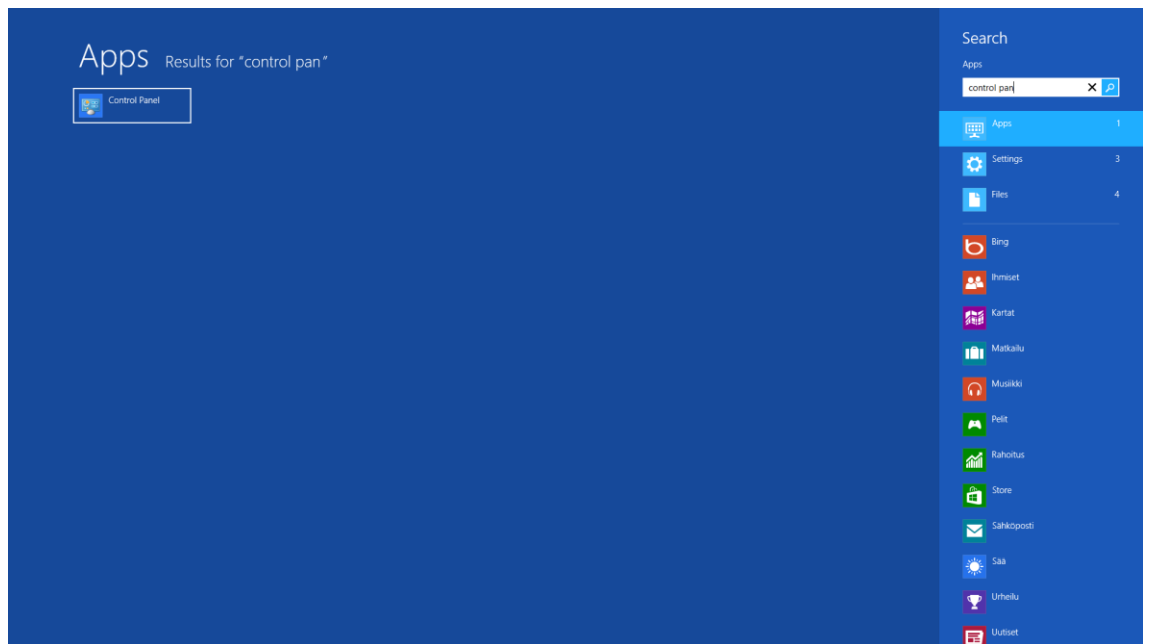 Apps Results for “control pan”
Control Panel
Search
Apps
control pan
Apps 1
Settings 3
Files 4
Bing
Ihmiset
Kartat
Matkailu
Musiikki
Pelit
Rahoitus
Store
Sähköposti
Sää
Urheilu
Uutiset